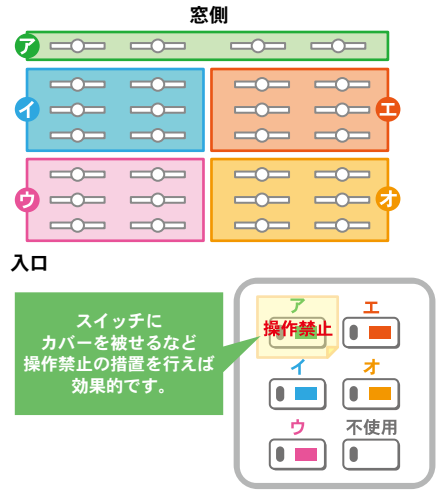 窓側
ア
イ
エ
ウ
オ
入口
スイッチに
カバーを被せるなど
操作禁止の措置を行えば
効果的です。
ア
エ
操作禁止
イ
オ
ウ
不使用